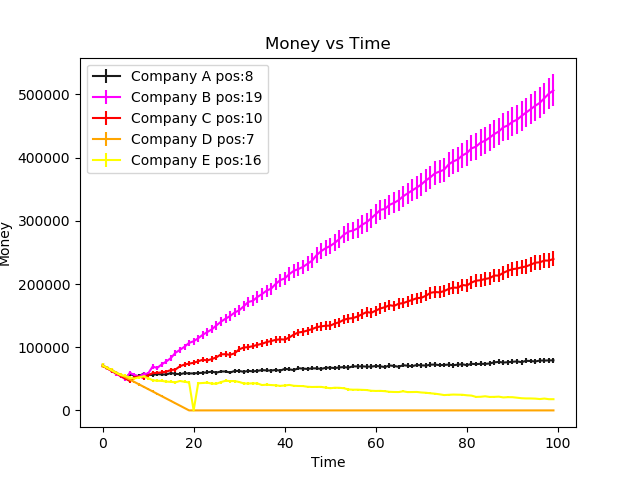 Money vs Time
Company A pos:8
Company B pos:19
Company C pos:10
Company D pos:7
Company E pos:16
500000
400000
300000
200000
100000
0
Money
0 20 40 60 80 100
Time